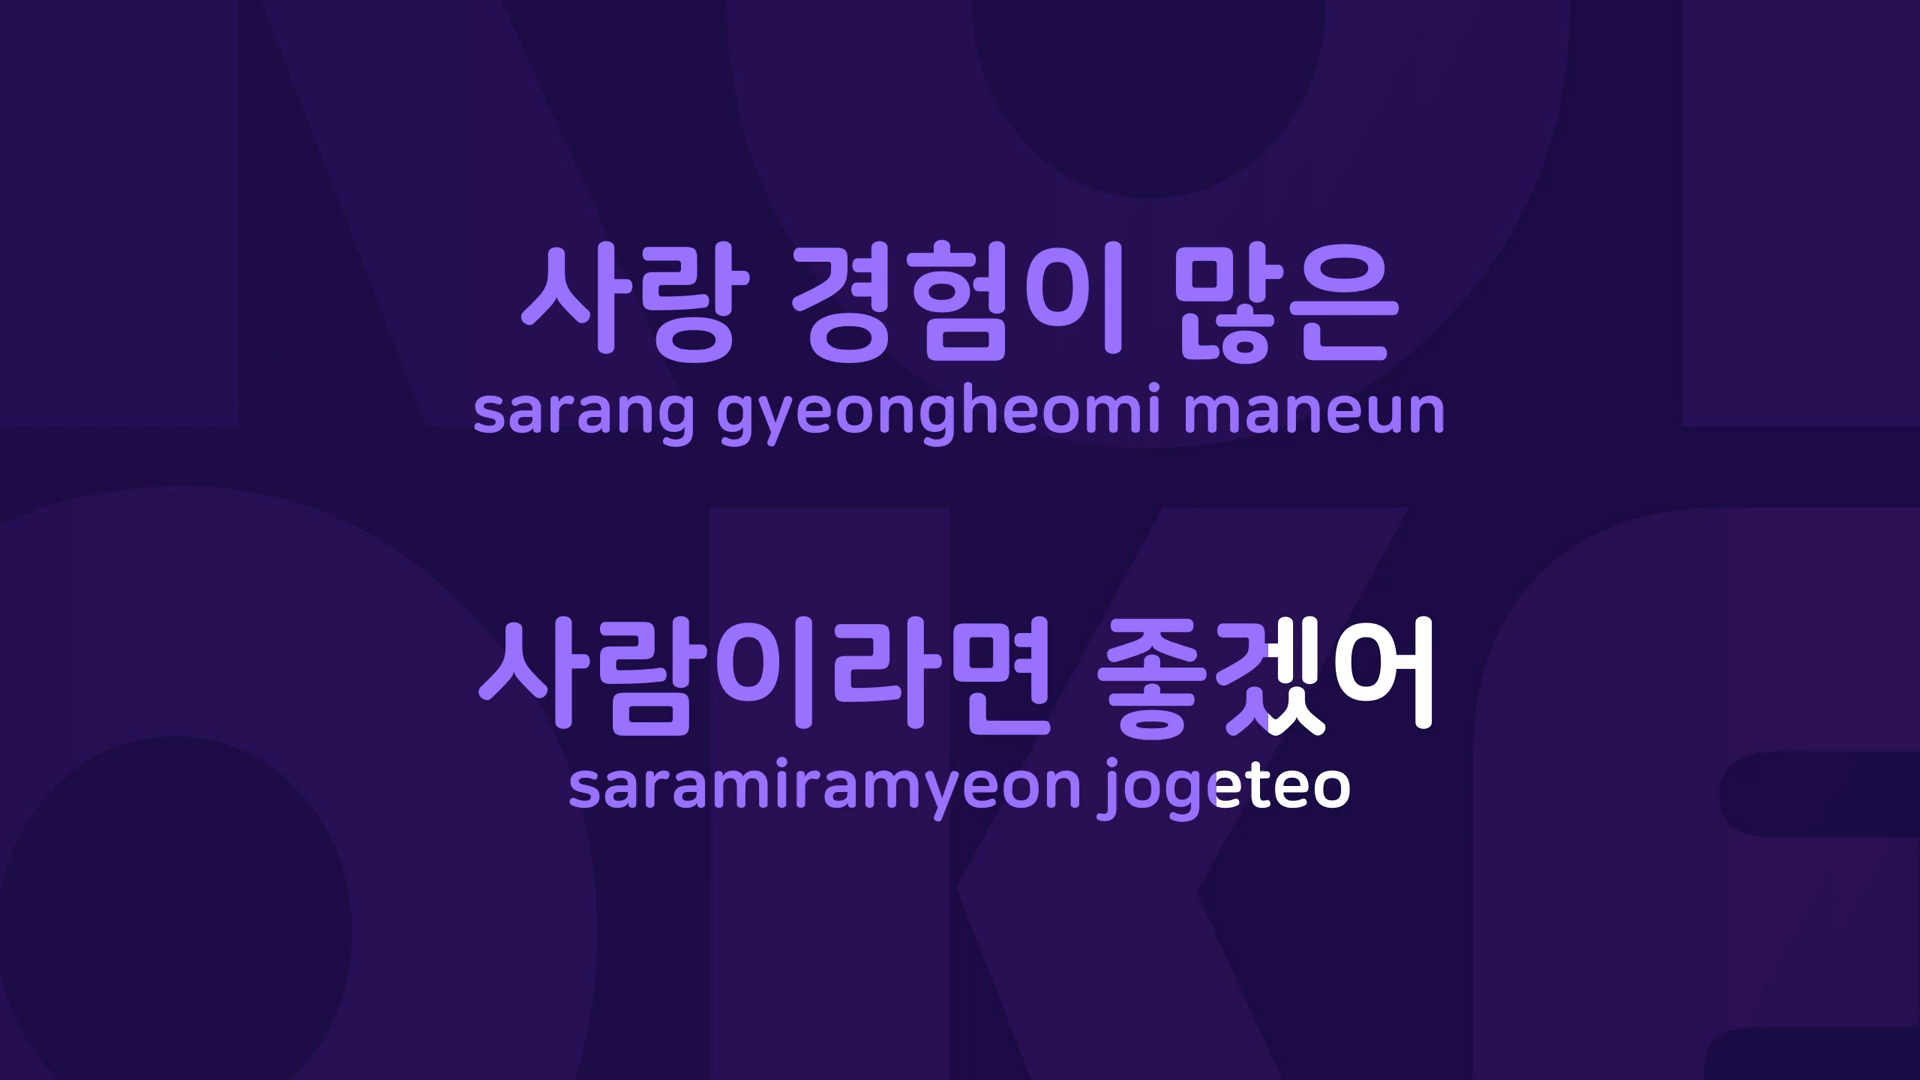 사랑 경험이 많은
sarang gyeongheomi maneun
사람이라면 좋겠어
saramiramyeon jogeteo